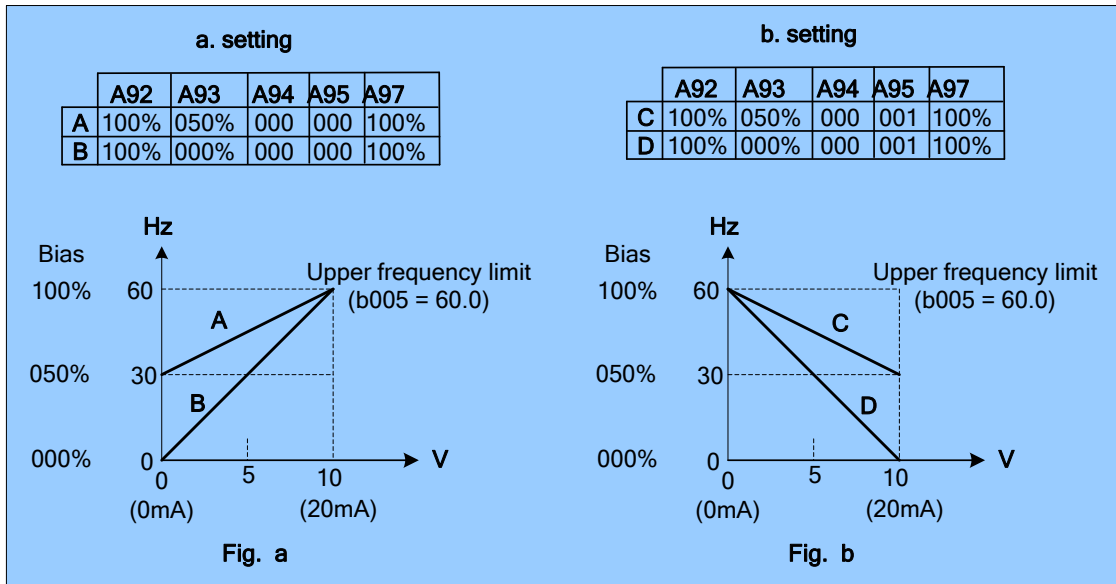 a. setting
A92 A93 A94 A95 A97
A 100% 050% 000 000 100%
B 100% 000% 000 000 100%
Hz
Bias
100% 60
Upper frequency limit
(b005 = 60.0)
A
050% 30
B
000% 0
V
0 5 10
(0mA) (20mA)
Fig. a
b. setting
A92 A93 A94 A95 A97
C 100% 050% 000 001 100%
D 100% 000% 000 001 100%
Hz
Bias
100% 60
Upper frequency limit
(b005 = 60.0)
C
050% 30
D
000% 0
V
0 5 10
(0mA) (20mA)
Fig. b